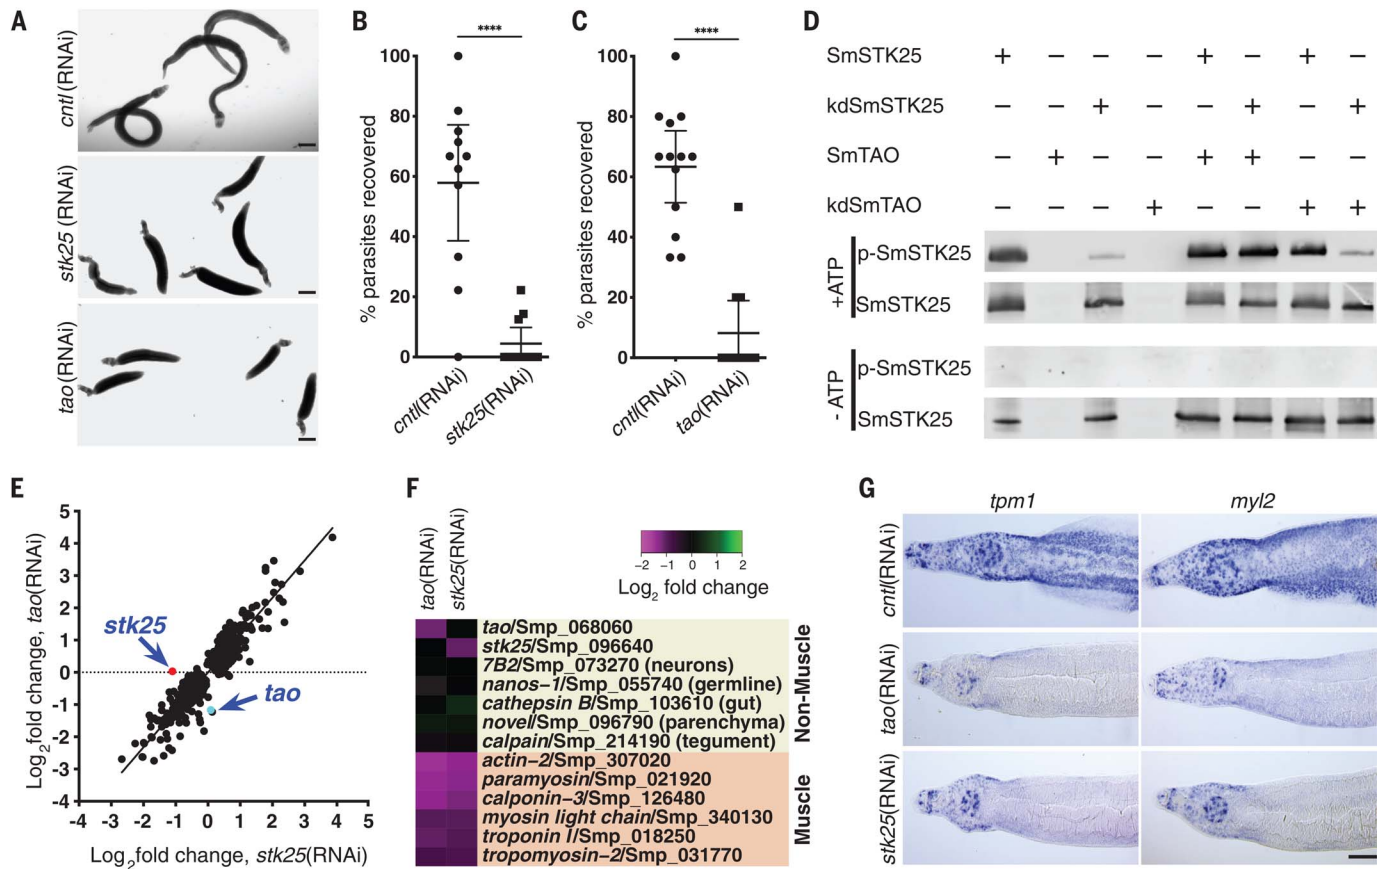 A
cntl(RNAi)
stk25 (RNAi)
tao(RNAi)
B
****
% parasites recovered
100
80
60
40
20
0
cntl(RNAi)
stk25(RNAi)
C
****
% parasites recovered
100
80
60
40
20
0
cntl(RNAi)
tao(RNAi)
D
SmSTK25 + − − − + − + −
kdSmSTK25 − − + − − + − +
SmTAO − + − − + + − −
kdSmTAO − − − + − − + +
+ATP
p-SmSTK25
SmSTK25
- ATP
p-SmSTK25
SmSTK25
E
Log2fold change, tao(RNAi)
5
4
3
2
1
0
-1
-2
-3
-4
stk25
tao
-4 -3 -2 -1 0 1 2 3 4 5
Log2fold change, stk25(RNAi)
F
tao(RNAi)
stk25(RNAi)
−2 −1 0 1 2
Log2 fold change
tao/Smp_068060
stk25/Smp_096640
7B2/Smp_073270 (neurons)
nanos−1/Smp_055740 (germline)
cathepsin B/Smp_103610 (gut)
novel/Smp_096790 (parenchyma)
calpain/Smp_214190 (tegument)
Non-Muscle
actin−2/Smp_307020
paramyosin/Smp_021920
calponin−3/Smp_126480
myosin light chain/Smp_340130
troponin I/Smp_018250
tropomyosin−2/Smp_031770
Muscle
G
tpm1
myl2
cntl(RNAi)
tao(RNAi)
stk25(RNAi)